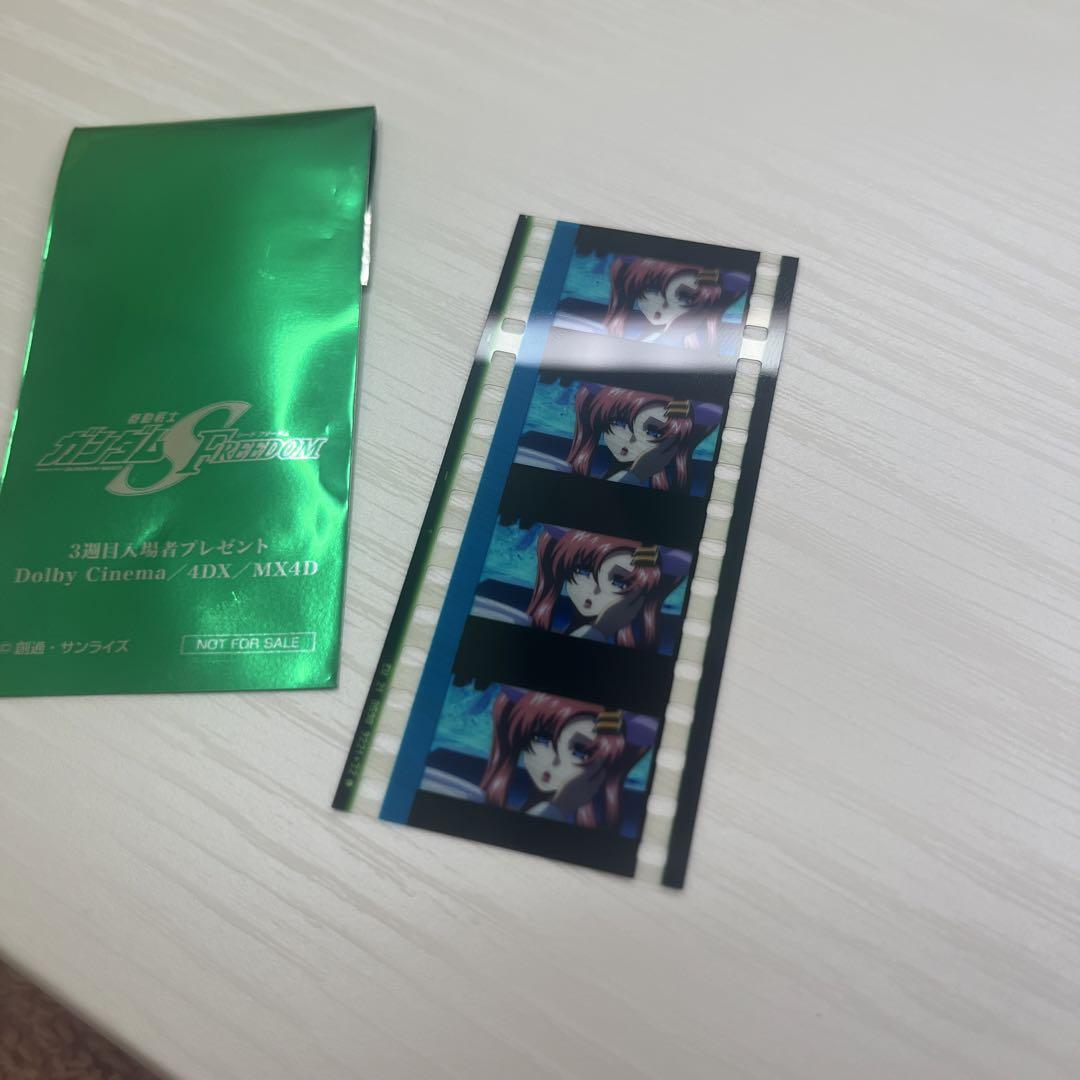 機動戦士
ガンダムSEED FREEDOM
3週目入場者プレゼント
Dolby Cinema／4DX／MX4D
© 創通・サンライズ
NOT FOR SALE